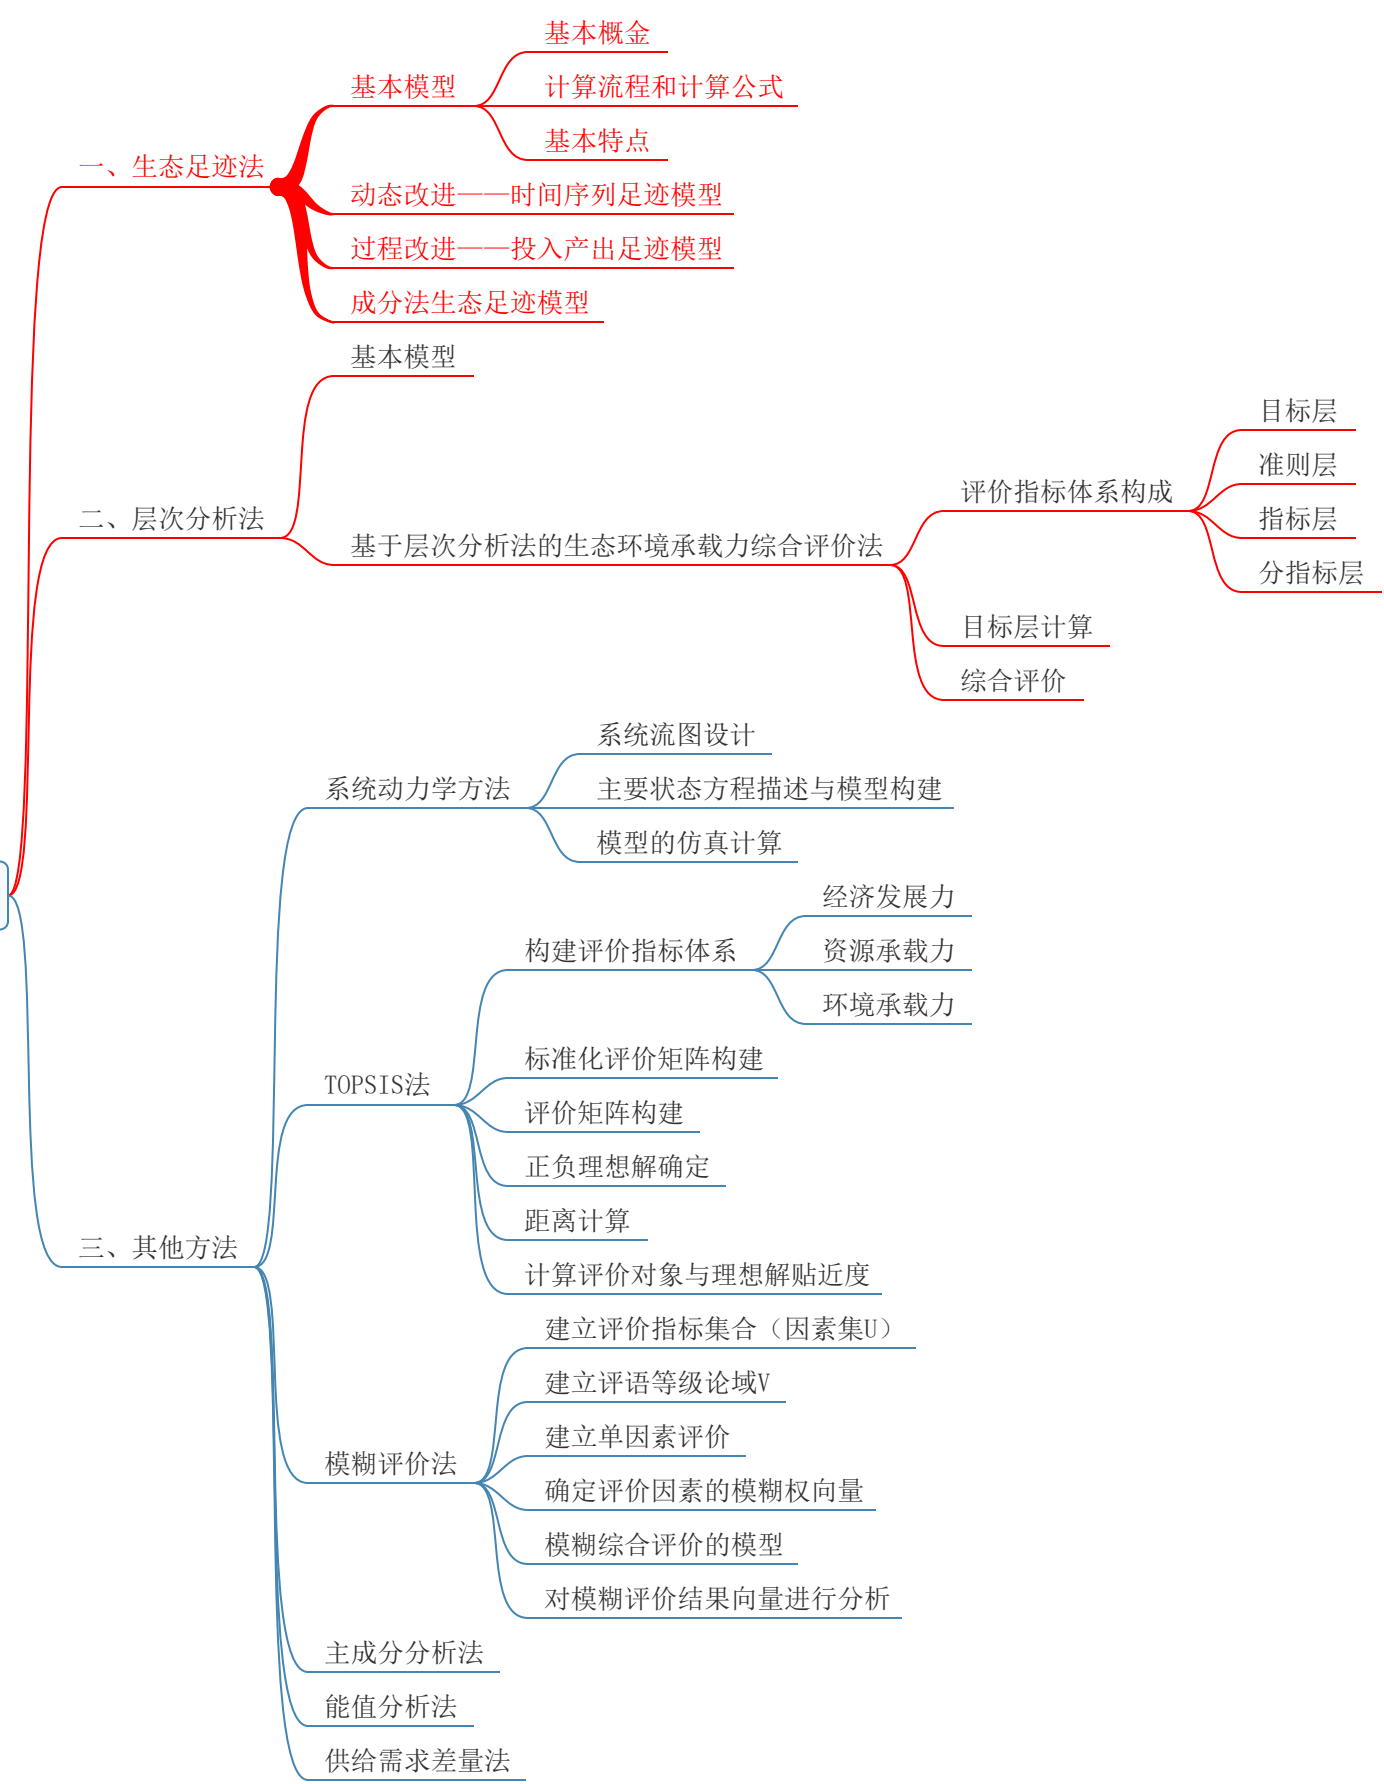 基本概金
基本模型
计算流程和计算公式
基本特点
一、生态足迹法
动态改进——时间序列足迹模型
过程改进——投入产出足迹模型
成分法生态足迹模型
基本模型
二、层次分析法
基于层次分析法的生态环境承载力综合评价法
评价指标体系构成
目标层
准则层
指标层
分指标层
目标层计算
综合评价
三、其他方法
系统动力学方法
系统流图设计
主要状态方程描述与模型构建
模型的仿真计算
TOPSIS法
构建评价指标体系
经济发展力
资源承载力
环境承载力
标准化评价矩阵构建
评价矩阵构建
正负理想解确定
距离计算
计算评价对象与理想解贴近度
模糊评价法
建立评价指标集合（因素集U）
建立评语等级论域V
建立单因素评价
确定评价因素的模糊权向量
模糊综合评价的模型
对模糊评价结果向量进行分析
主成分分析法
能值分析法
供给需求差量法